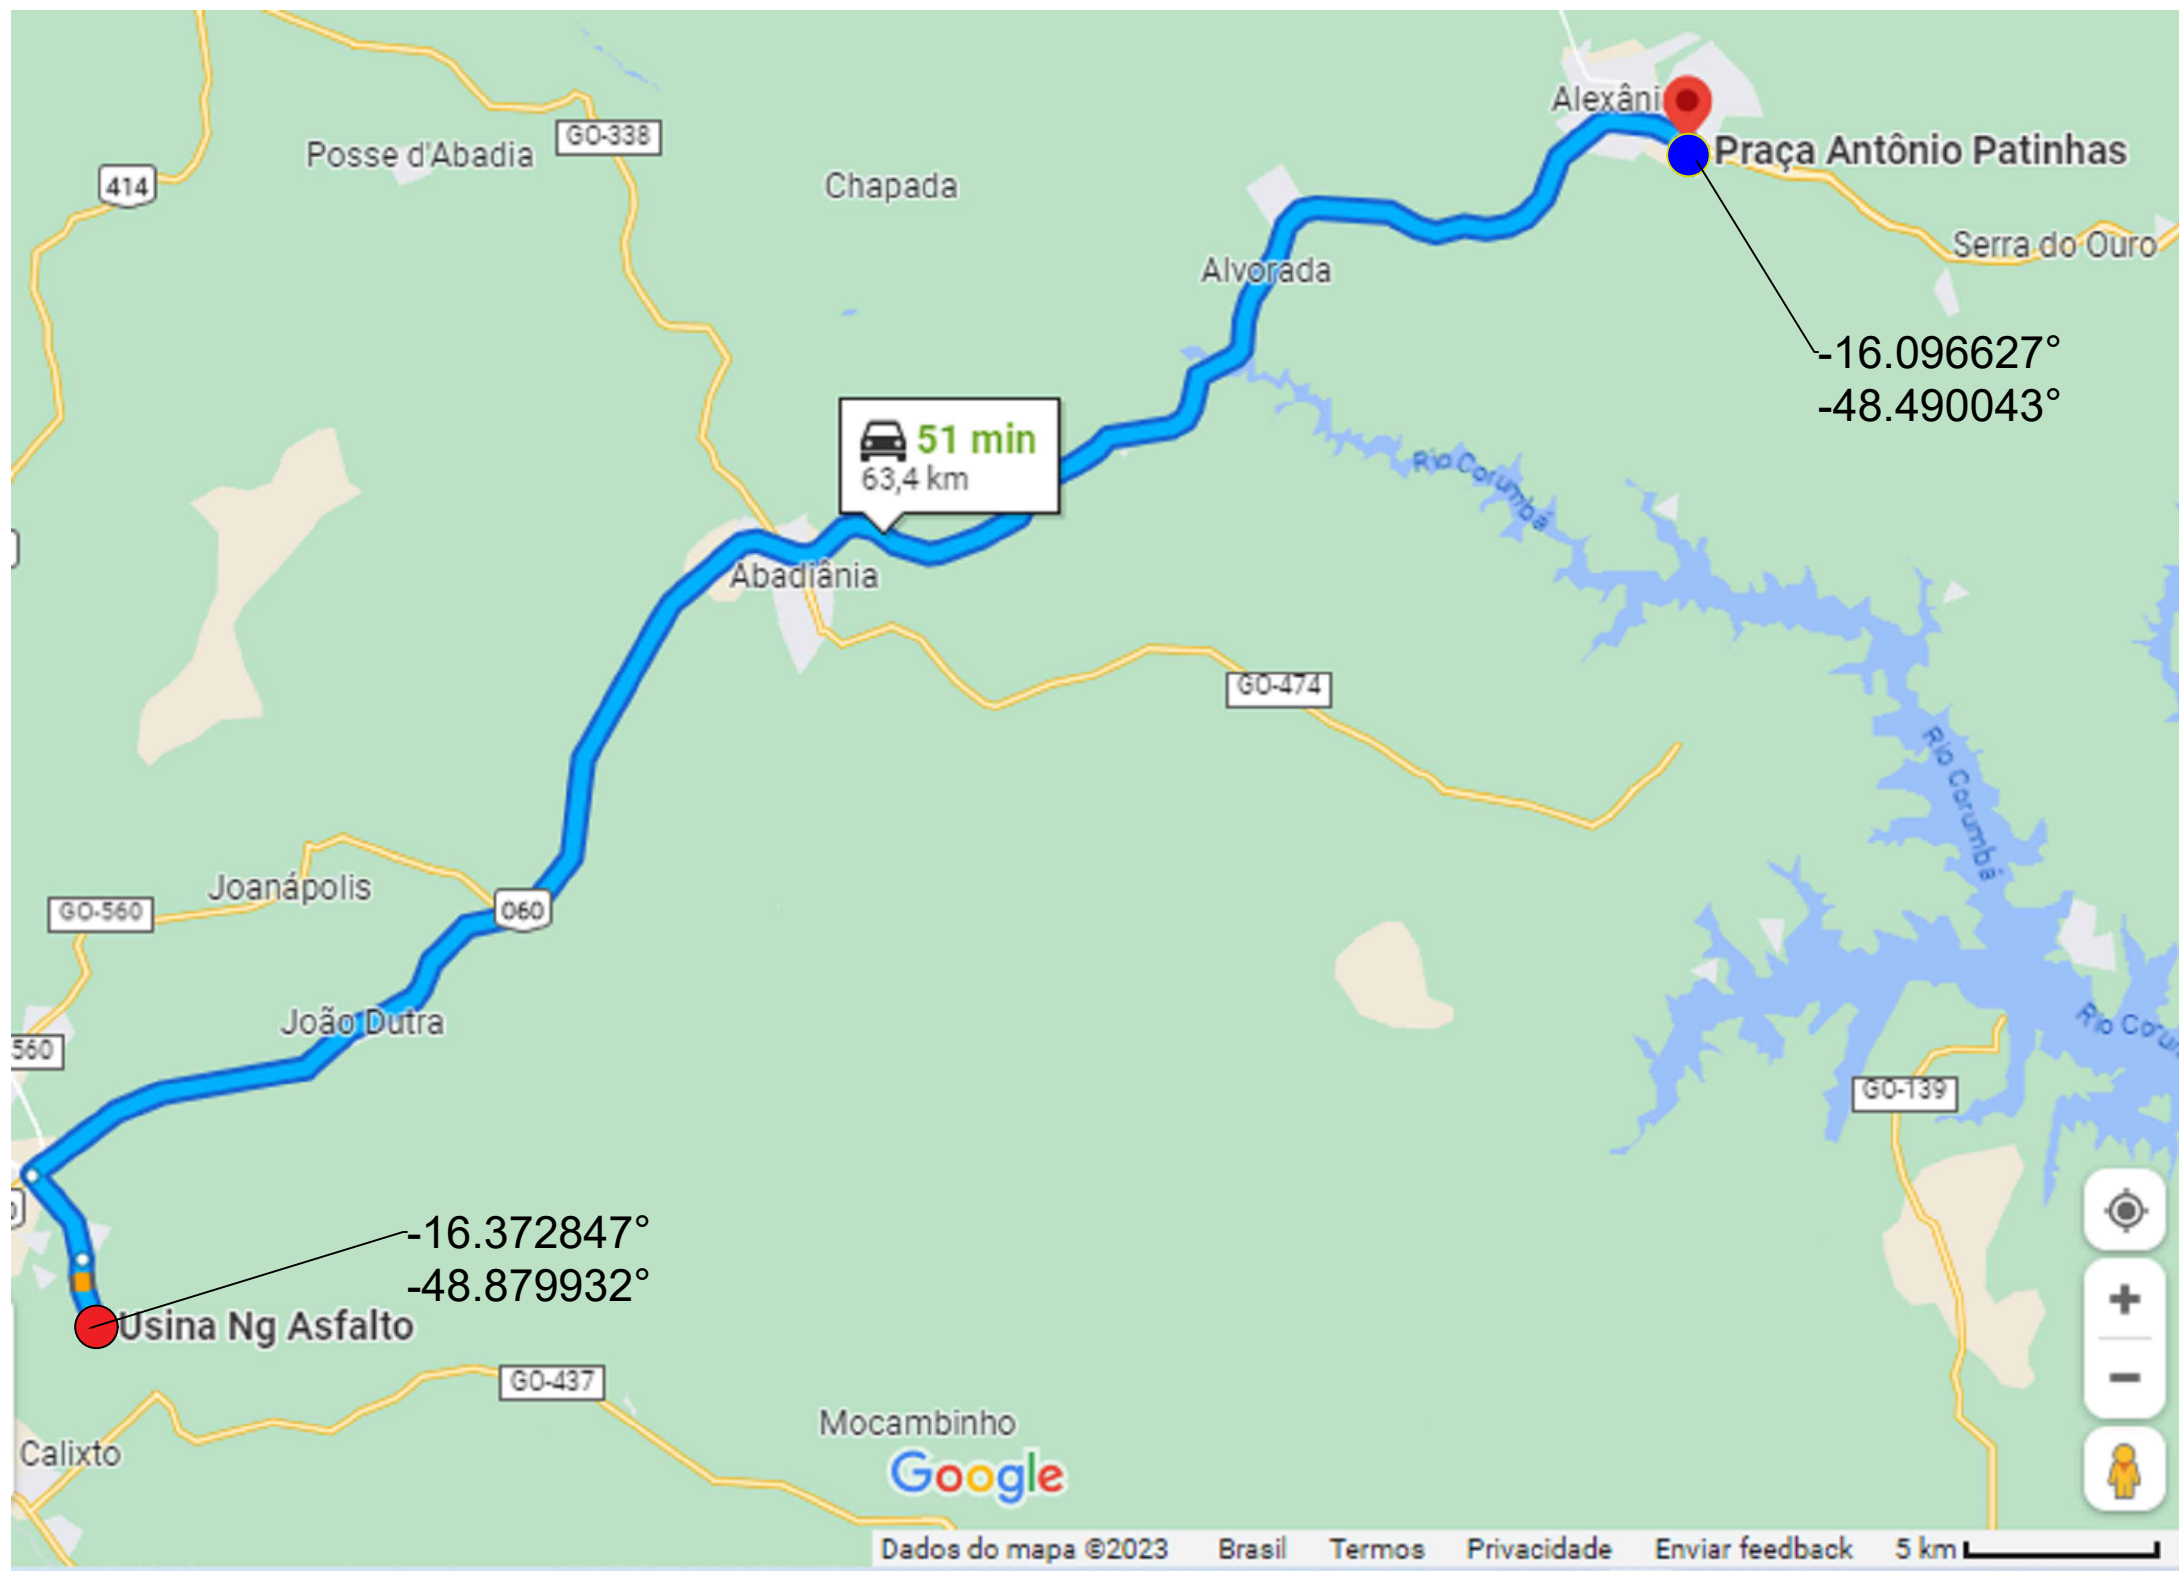 Alexâni
Praça Antônio Patinhas
GO-338
Posse d'Abadia
414
Chapada
Serra do Ouro
Alvorada
-16.096627°
-48.490043°
51 min
63,4 km
Rio Corumbá
Abadiânia
GO-474
Rio Corumbá
Joanápolis
GO-560
060
João Dutra
Rio Corum
560
GO-139
-16.372847°
-48.879932°
Usina Ng Asfalto
GO-437
Mocambinho
Calixto
Google
Dados do mapa ©2023 Brasil Termos Privacidade Enviar feedback 5 km